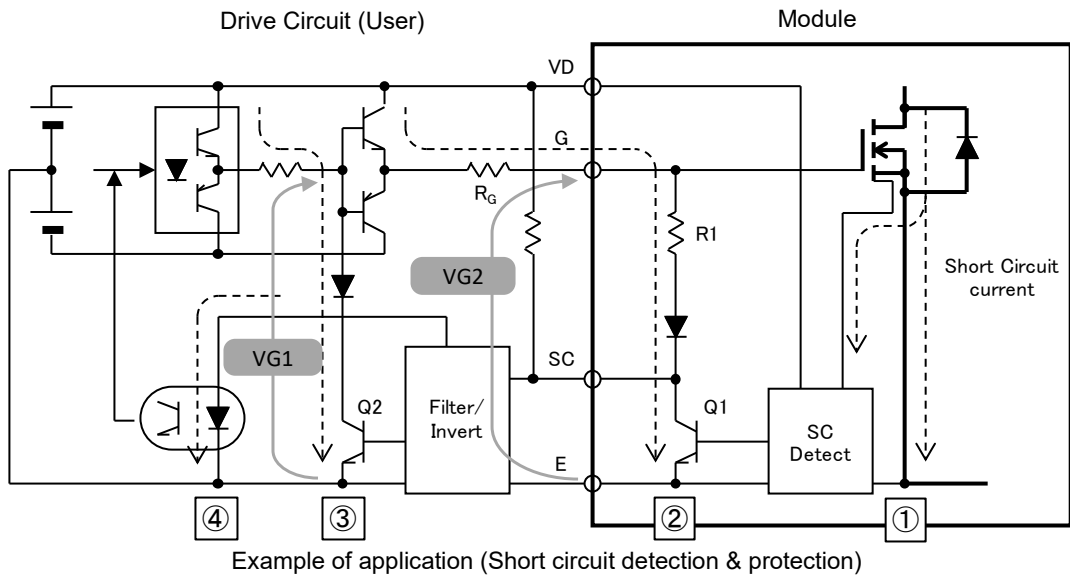 Drive Circuit (User)
Module
VD
G
R_G
R1
VG2
VG1
SC
Short Circuit
current
Q2
Filter/
Invert
Q1
SC
Detect
E
④
③
②
①
Example of application (Short circuit detection & protection)